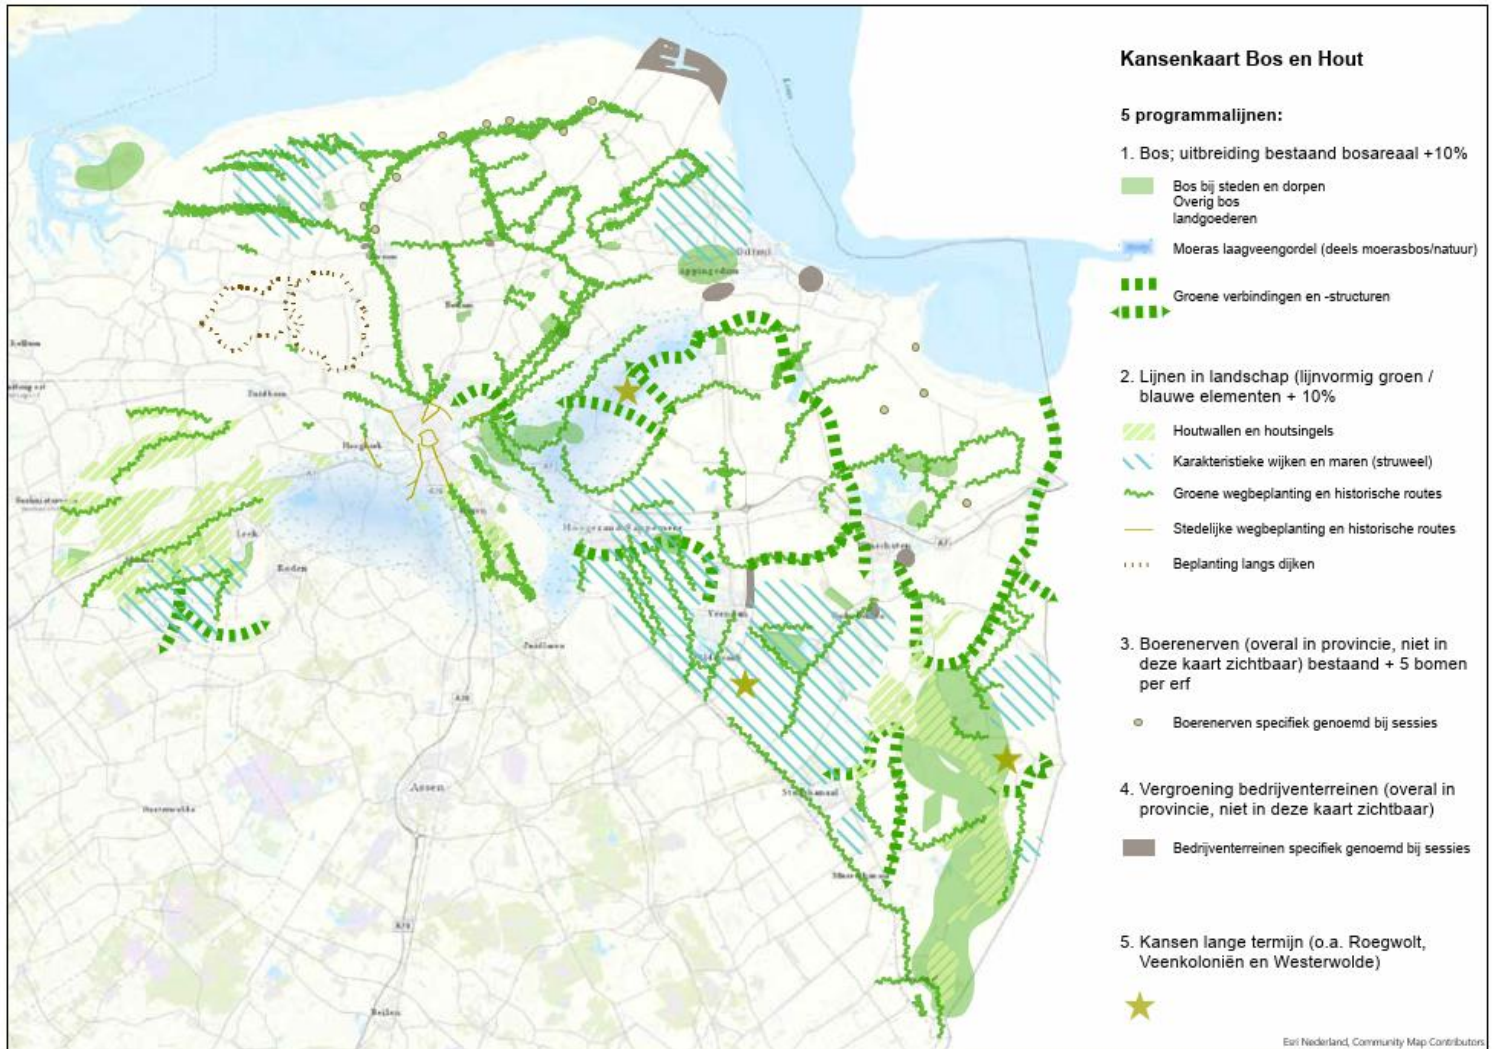 Kansenkaart Bos en Hout
5 programmalijnen:
1. Bos; uitbreiding bestaand bosareaal +10%
Bos bij steden en dorpen
Overig bos
landgoederen
Moeras laagveengordel (deels moerasbos/natuur)
Groene verbindingen en -structuren
2. Lijnen in landschap (lijnvormig groen /
blauwe elementen + 10%
Houtwallen en houtsingels
Karakteristieke wijken en maren (struweel)
Groene wegbeplanting en historische routes
Stedelijke wegbeplanting en historische routes
Beplanting langs dijken
3. Boerenerven (overal in provincie, niet in
deze kaart zichtbaar) bestaand + 5 bomen
per erf
Boerenerven specifiek genoemd bij sessies
4. Vergroening bedrijventerreinen (overal in
provincie, niet in deze kaart zichtbaar)
Bedrijventerreinen specifiek genoemd bij sessies
5. Kansen lange termijn (o.a. Roegwolt,
Veenkoloniën en Westerwolde)
Esri Nederland, Community Map Contributors
Zuidhorn
Hoogkerk
Leek
Roden
Zuidlaren
Veendam
Assen
Beilen
A28